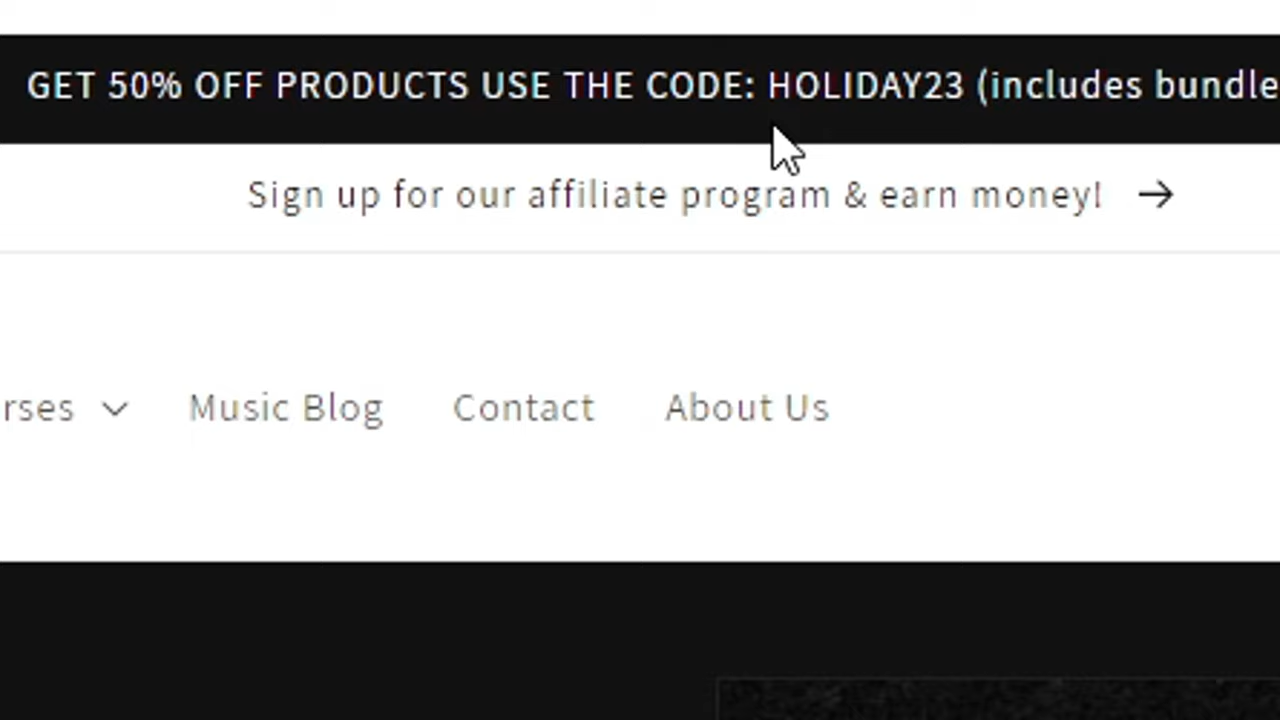 GET 50% OFF PRODUCTS USE THE CODE: HOLIDAY23 (includes bundle
Sign up for our affiliate program & earn money! →
rses Music Blog Contact About Us